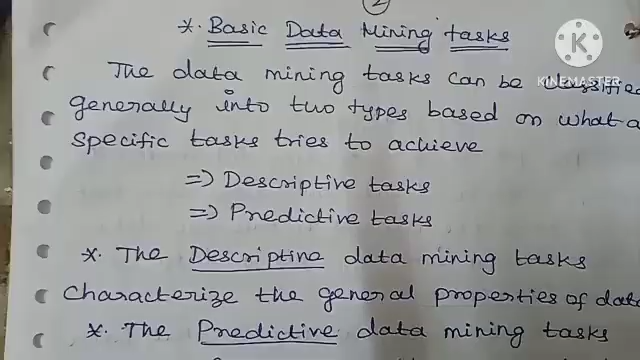 2
*. Basic Data Mining tasks
KINEMASTER
The data mining tasks can be classified
generally into two types based on what a
specific tasks tries to achieve
=> Descriptive tasks
=> Predictive tasks
*. The Descriptive data mining tasks
characterize the general properties of data
*. The Predictive data mining tasks